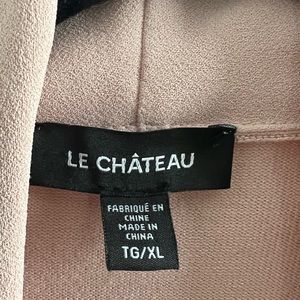 LE CHÂTEAU
FABRIQUÉ EN
CHINE
MADE IN
CHINA
TG/XL